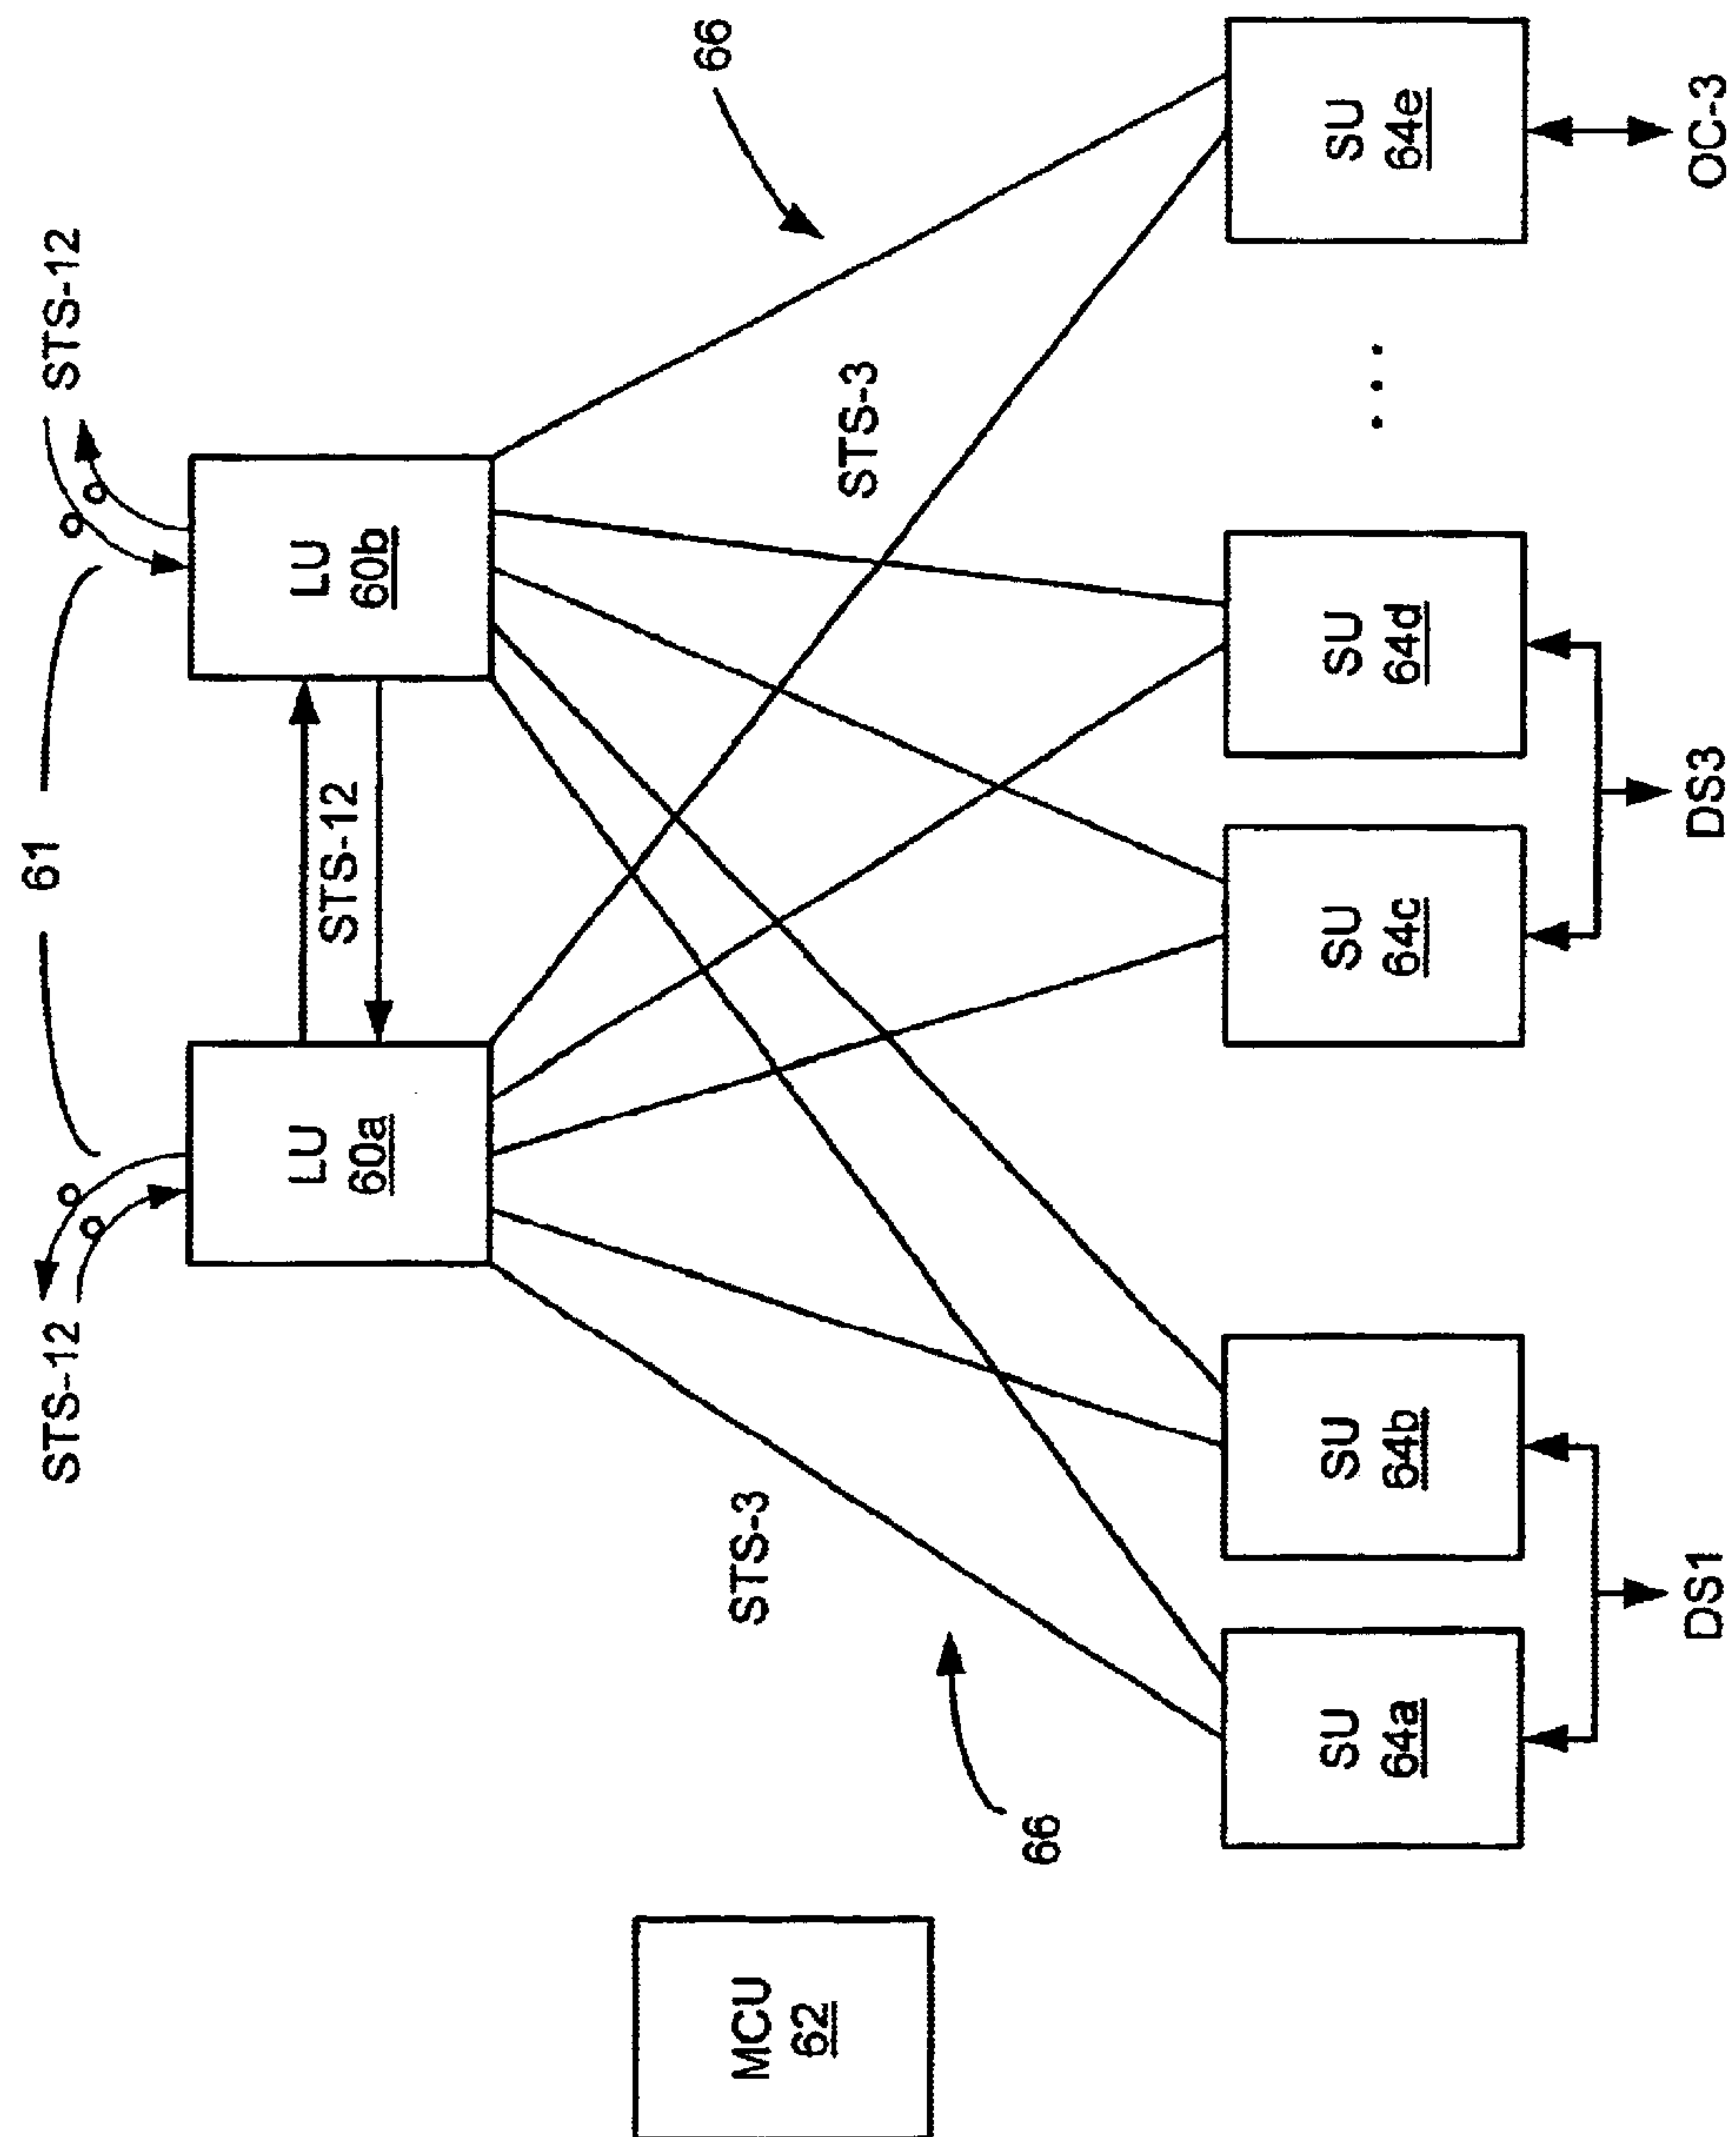 61
STS-12
STS-12
LU
60a
STS-12
LU
60b
66
MCU
62
STS-3
STS-3
66
SU
64a
SU
64b
SU
64c
SU
64d
...
SU
64e
DS1
DS3
OC-3